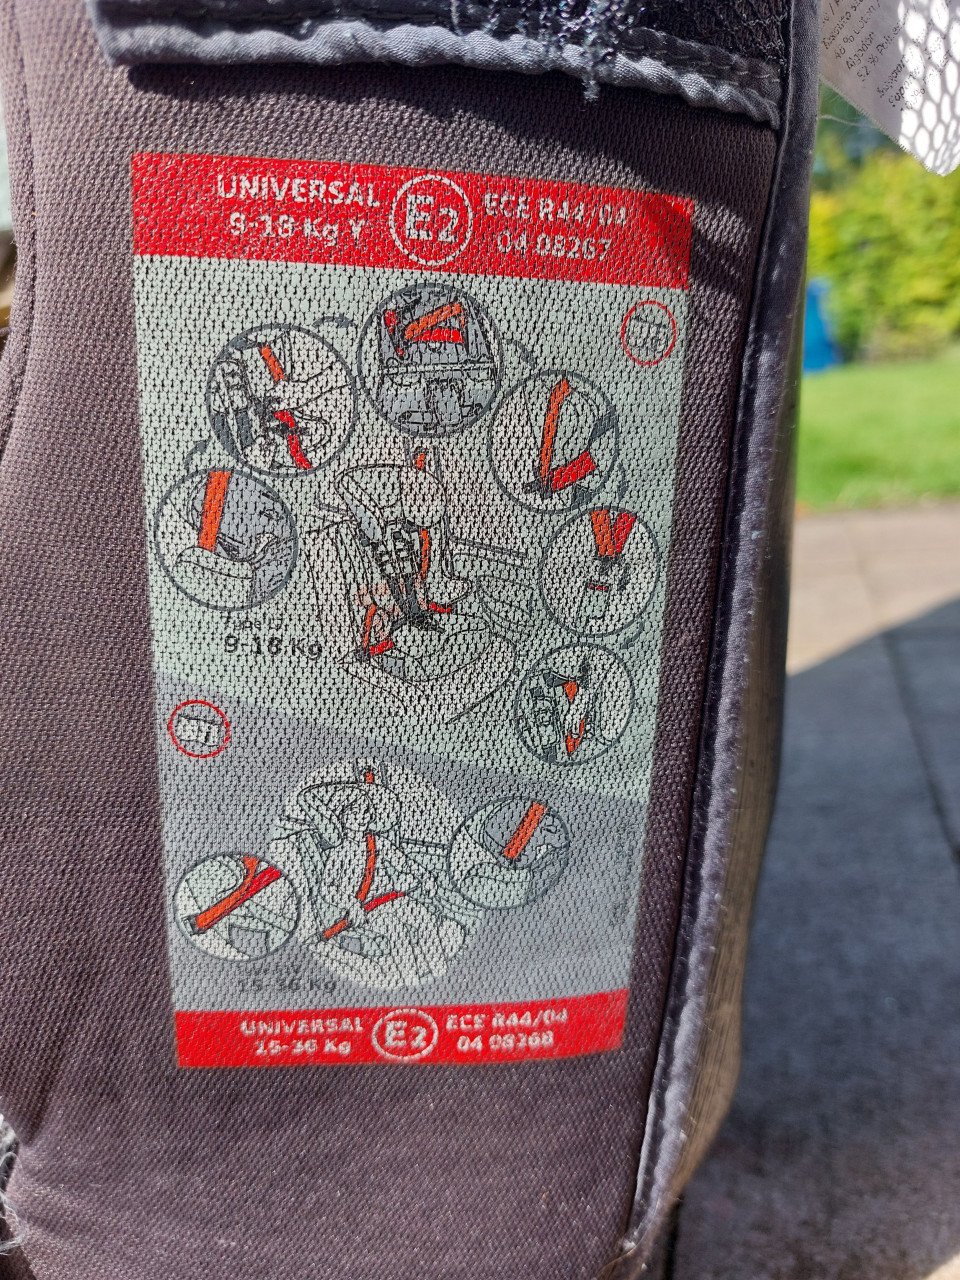 UNIVERSAL
9-18 Kg Y
E2
ECE R44/04
04 08267
9-18 Kg
15-36 Kg
UNIVERSAL
15-36 Kg
E2
ECE R44/04
04 08268